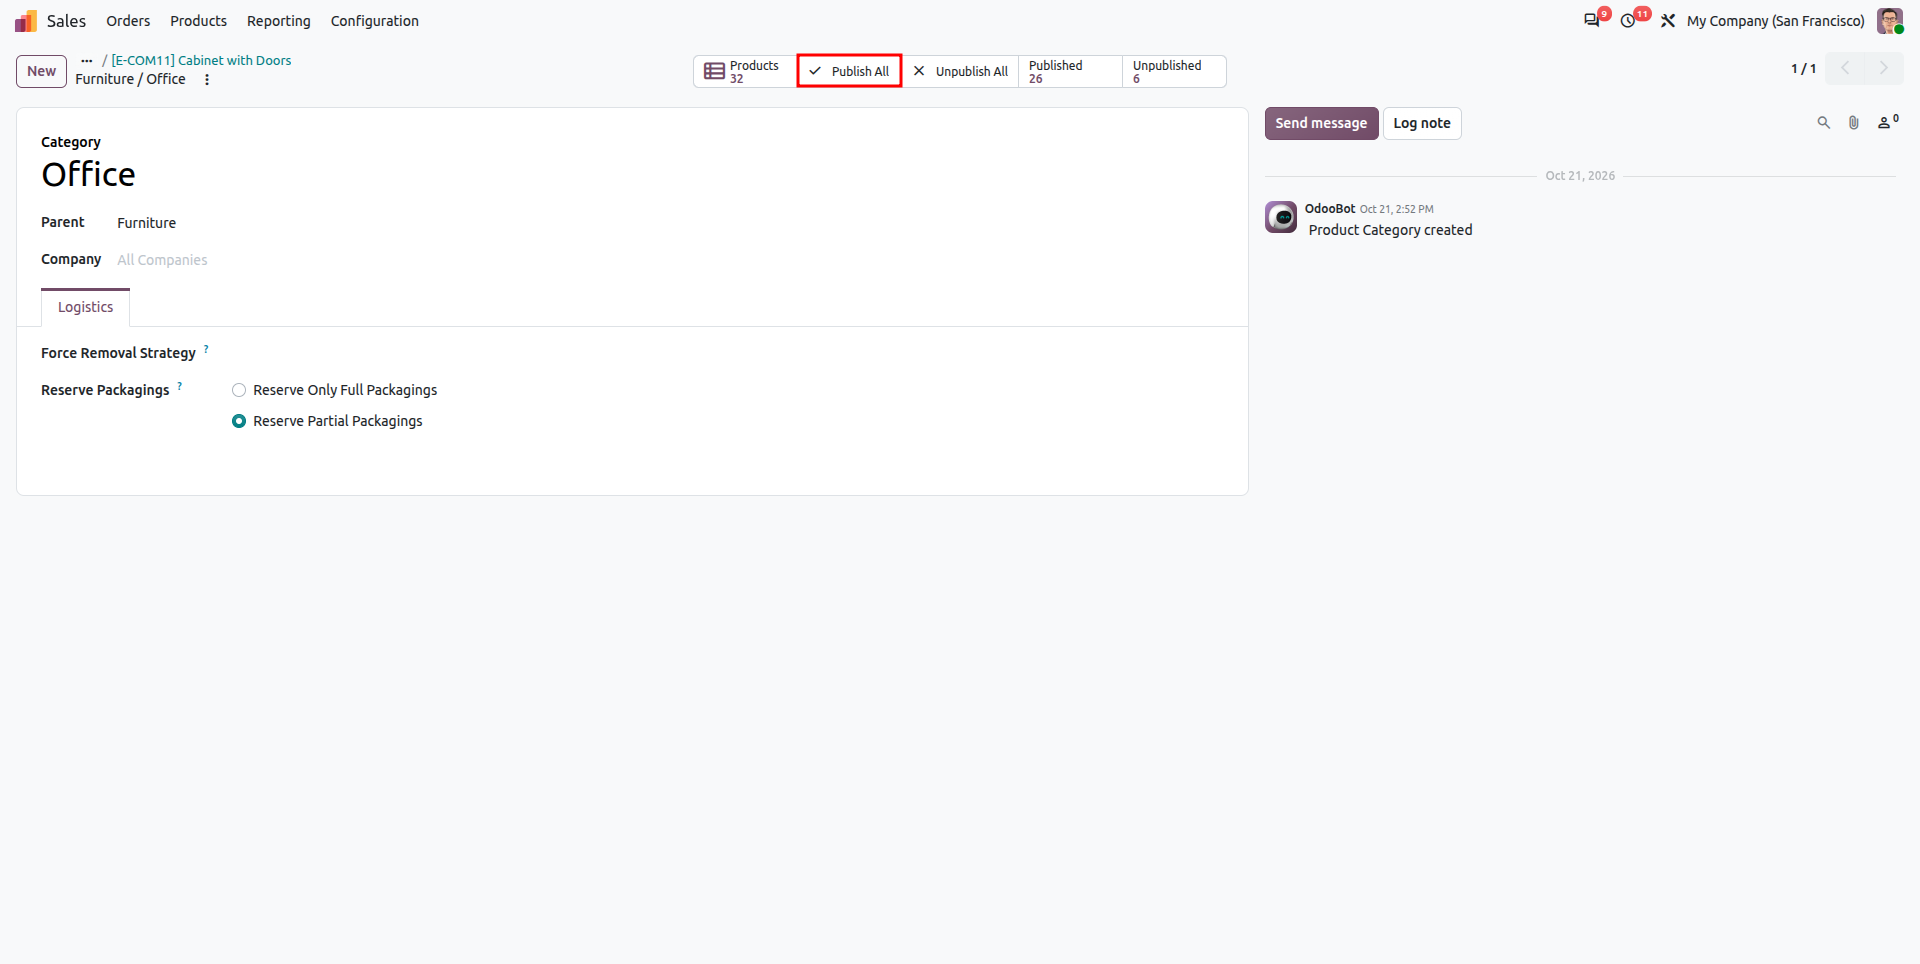 Sales Orders Products Reporting Configuration
9 11 My Company (San Francisco)
New ... / [E-COM11] Cabinet with Doors
Furniture / Office
Products 32
Publish All
Unpublish All
Published 26
Unpublished 6
1 / 1
Category
Office
Parent Furniture
Company All Companies
Logistics
Force Removal Strategy ?
Reserve Packagings ? Reserve Only Full Packagings
Reserve Partial Packagings
Send message Log note 0
Oct 21, 2026
OdooBot Oct 21, 2:52 PM
Product Category created